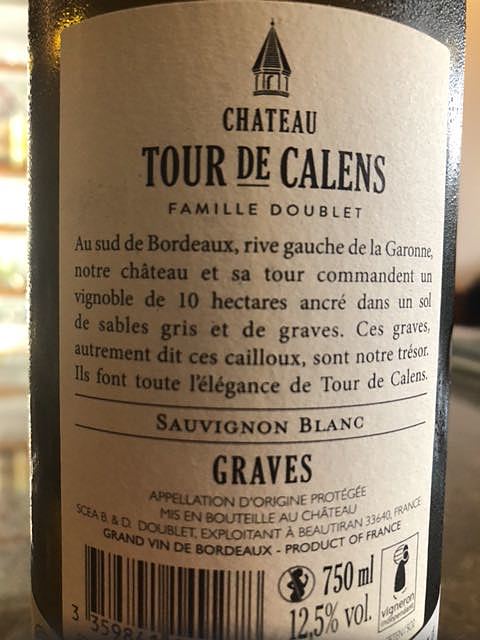 CHATEAU
TOUR DE CALENS
FAMILLE DOUBLET
Au sud de Bordeaux, rive gauche de la Garonne,
notre château et sa tour commandent un
vignoble de 10 hectares ancré dans un sol
de sables gris et de graves. Ces graves,
autrement dit ces cailloux, sont notre trésor.
Ils font toute l'élégance de Tour de Calens.
SAUVIGNON BLANC
GRAVES
APPELLATION D'ORIGINE PROTÉGÉE
MIS EN BOUTEILLE AU CHÂTEAU
SCEA B. & D. DOUBLET, EXPLOITANT À BEAUTIRAN 33640, FRANCE
GRAND VIN DE BORDEAUX - PRODUCT OF FRANCE
750 ml
12.5% vol.
vigneron
indépendant
3 3598